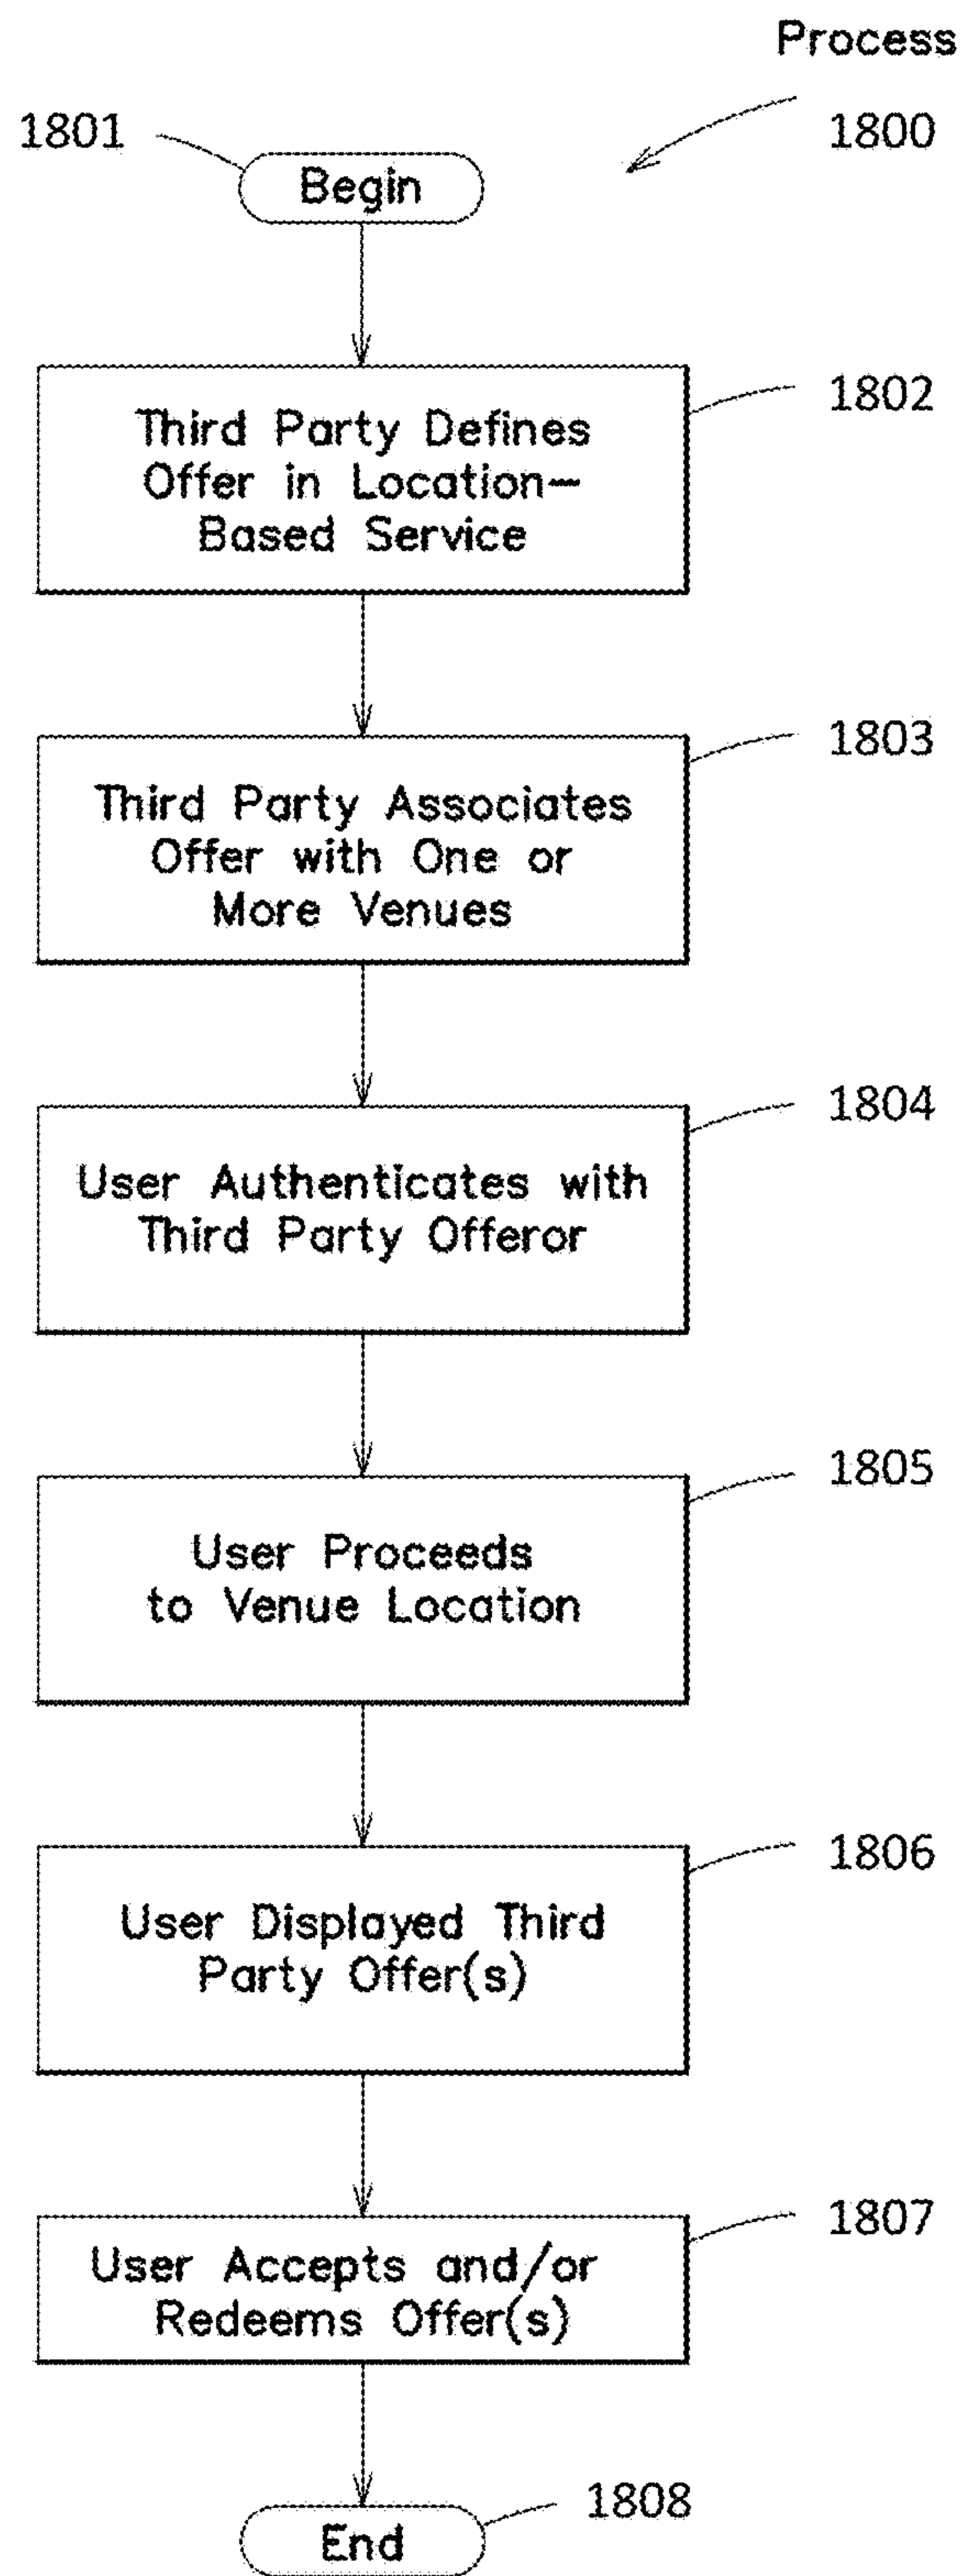 Process
1800
1801
Begin
1802
Third Party Defines
Offer in Location-
Based Service
1803
Third Party Associates
Offer with One or
More Venues
1804
User Authenticates with
Third Party Offeror
1805
User Proceeds
to Venue Location
1806
User Displayed Third
Party Offer(s)
1807
User Accepts and/or
Redeems Offer(s)
1808
End